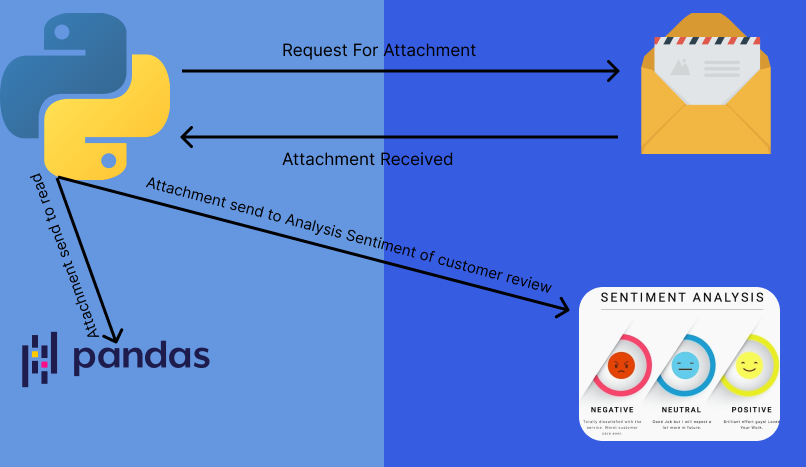 Request For Attachment
Attachment Received
Attachment send to read
Attachment send to Analysis Sentiment of customer review
pandas
SENTIMENT ANALYSIS
NEGATIVE
NEUTRAL
POSITIVE
Totally dissatisfied with the
service. Worst customer
care ever.
Good Job but I will expect a
lot more in future.
Brilliant effort guys! Loved
Your Work.